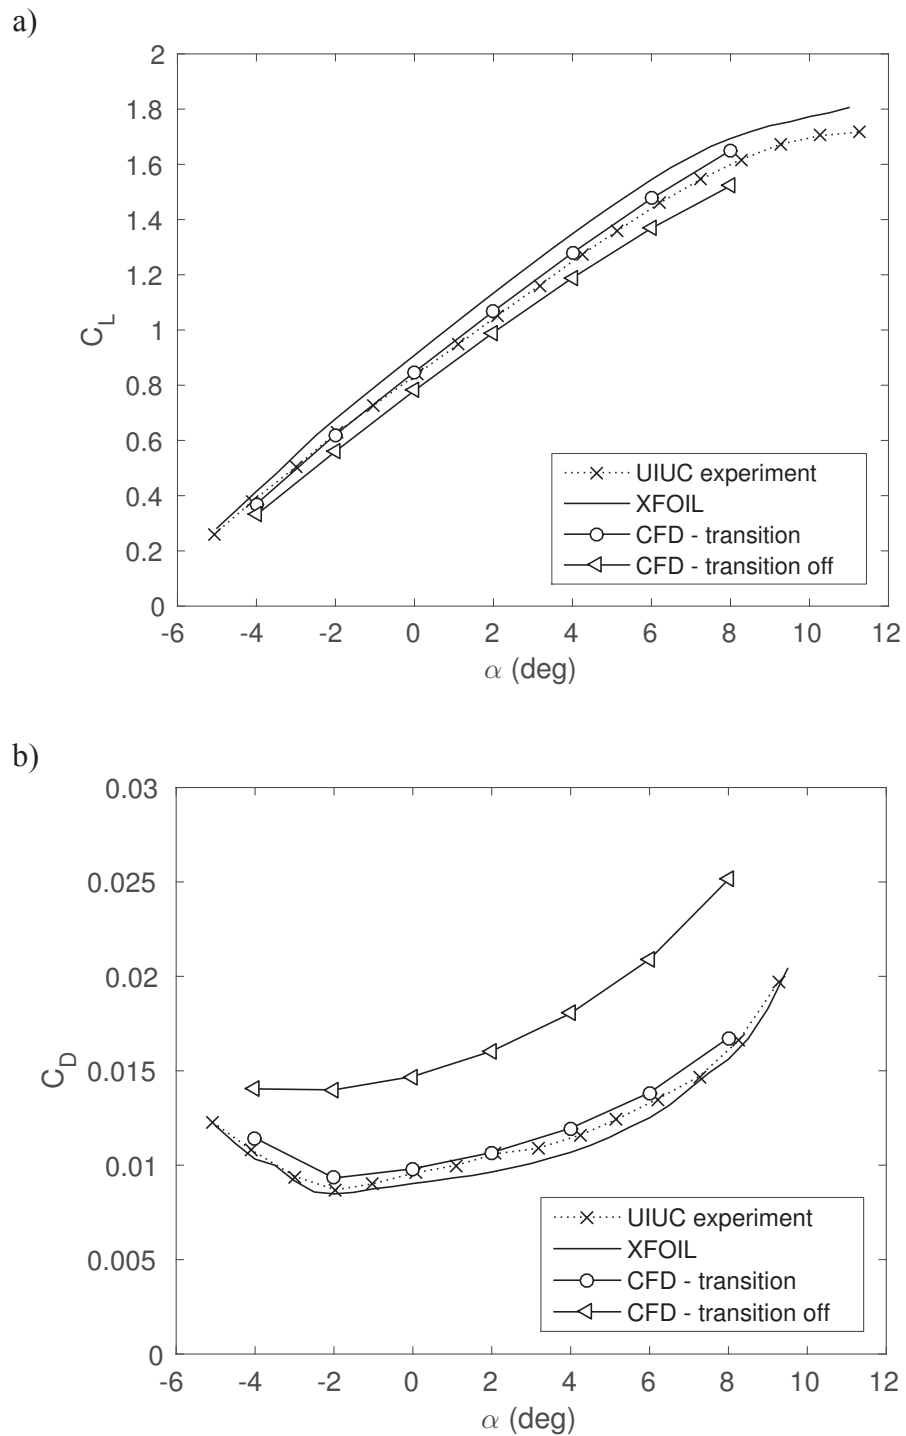 a)
2
1.8
1.6
1.4
1.2
1
0.8
0.6
0.4
0.2
0
C_L
-6 -4 -2 0 2 4 6 8 10 12
α (deg)
UIUC experiment
XFOIL
CFD - transition
CFD - transition off
b)
0.03
0.025
0.02
0.015
0.01
0.005
0
C_D
-6 -4 -2 0 2 4 6 8 10 12
α (deg)
UIUC experiment
XFOIL
CFD - transition
CFD - transition off